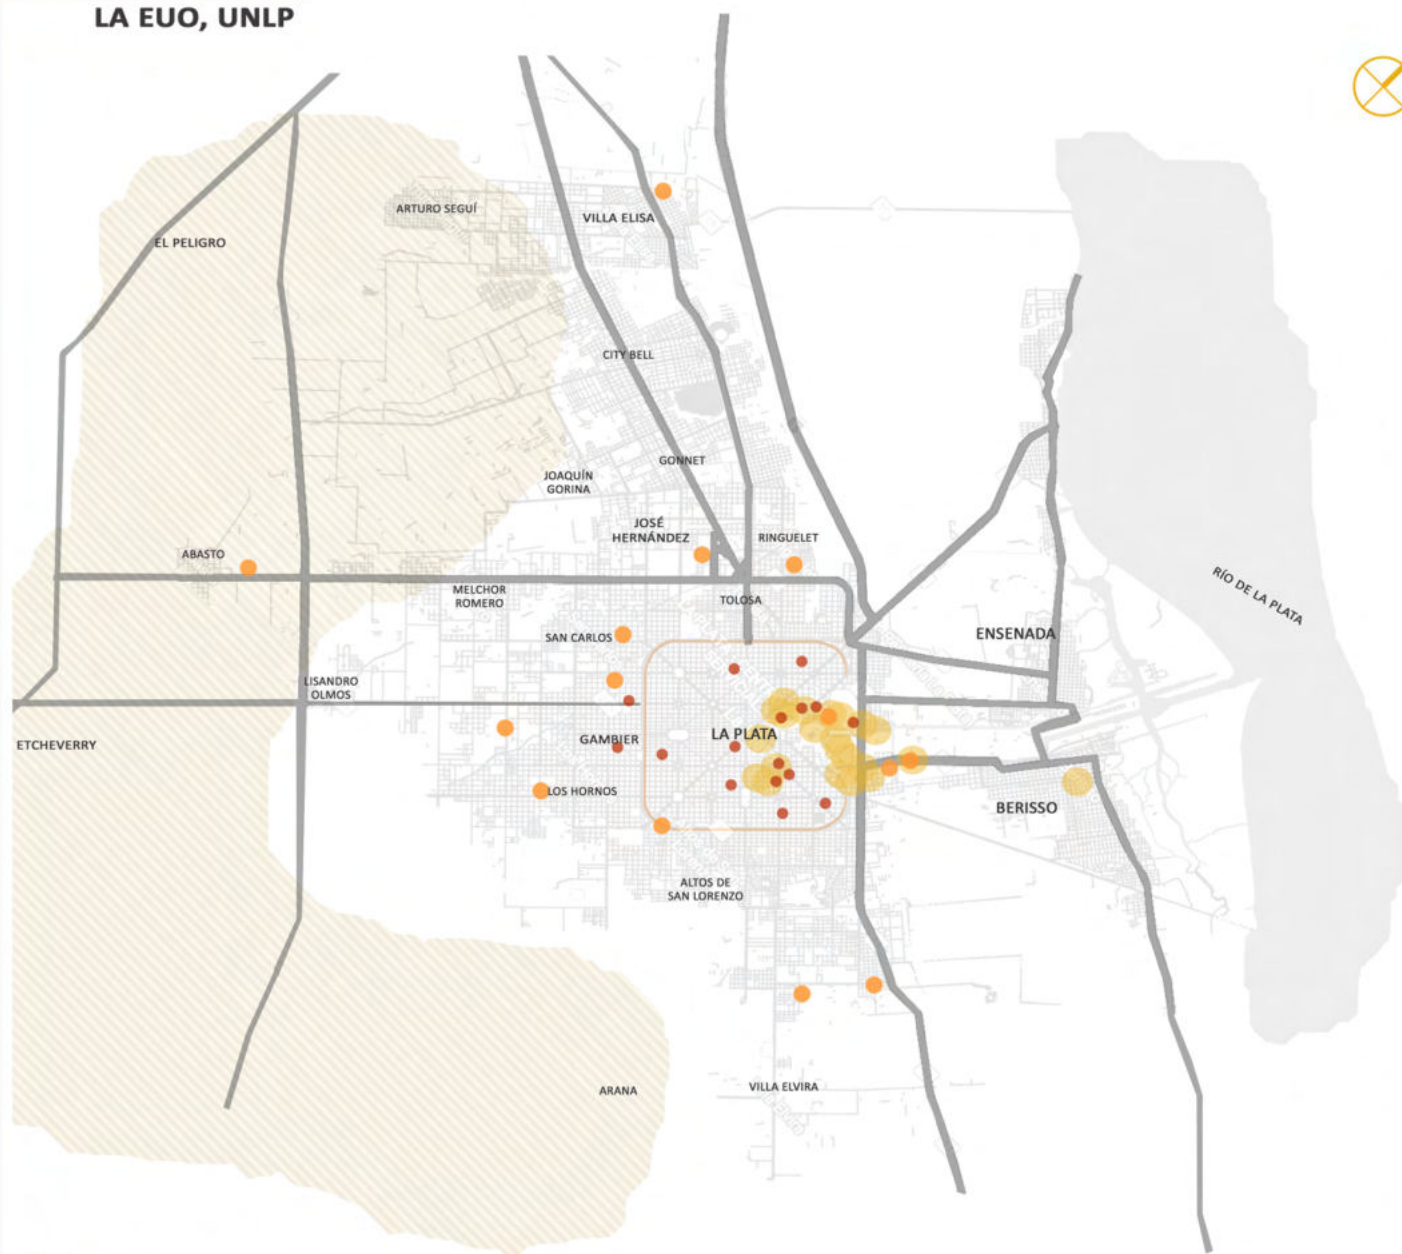 LA EUO, UNLP
ARTURO SEGUÍ
VILLA ELISA
EL PELIGRO
CITY BELL
GONNET
JOAQUÍN
GORINA
JOSÉ
HERNÁNDEZ
RINGUELET
ABASTO
MELCHOR
ROMERO
TOLOSA
RÍO DE LA PLATA
SAN CARLOS
ENSENADA
LISANDRO
OLMOS
ETCHEVERRY
GAMBIER
LA PLATA
LOS HORNOS
BERISSO
ALTOS DE
SAN LORENZO
ARANA
VILLA ELVIRA